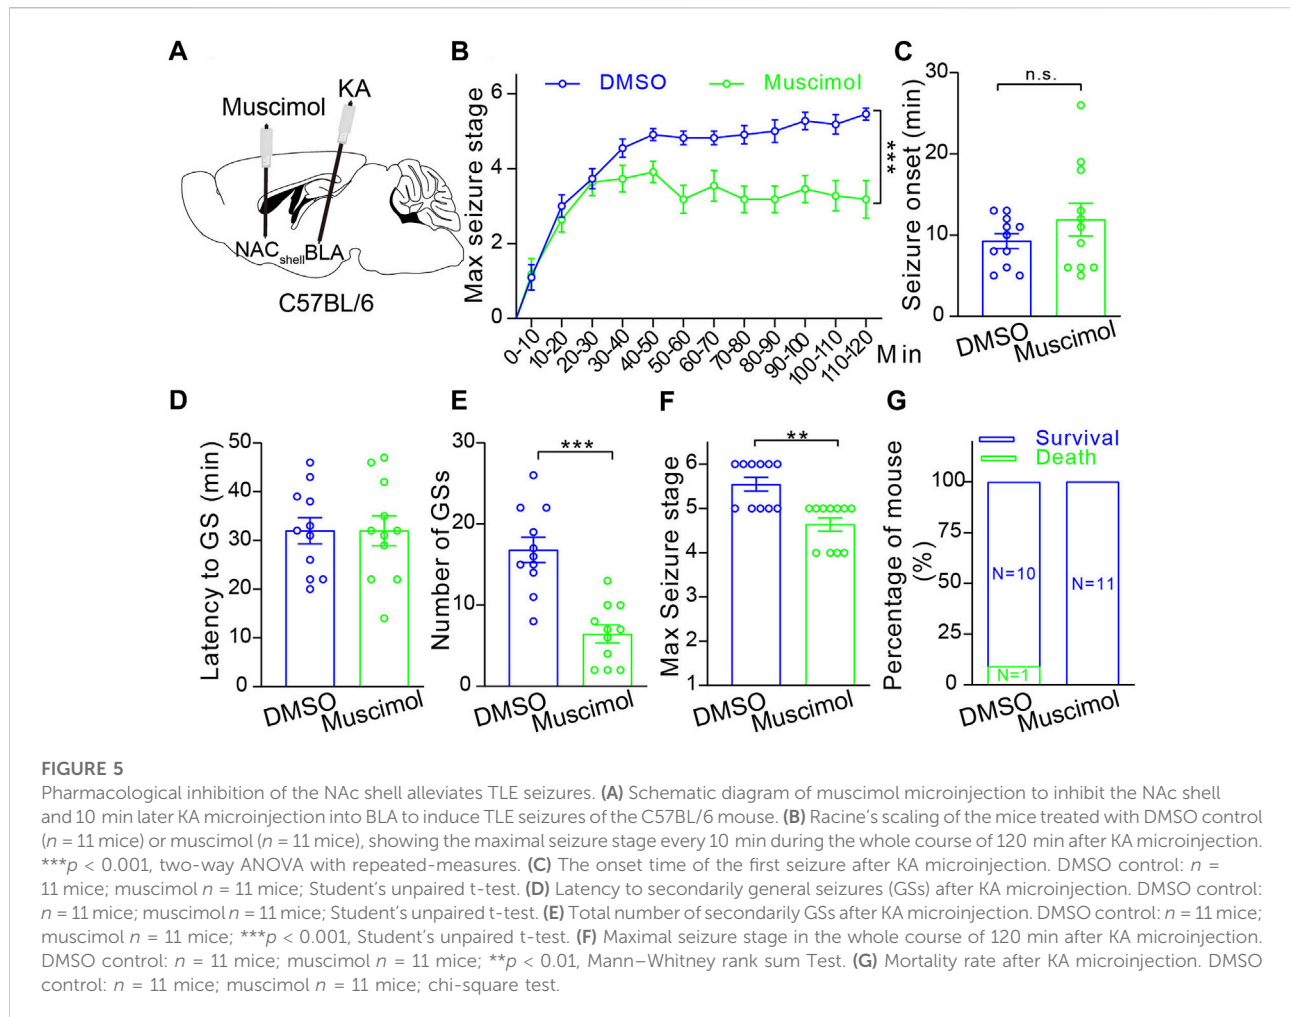 A
Muscimol
KA
NAC shell BLA
C57BL/6
B
DMSO
Muscimol
Max seizure stage
6
4
2
0
***
0-10
10-20
20-30
30-40
40-50
50-60
60-70
70-80
80-90
90-100
100-110
110-120
Min
C
Seizure onset (min)
30
20
10
0
n.s.
DMSO
Muscimol
D
Latency to GS (min)
50
40
30
20
10
0
DMSO
Muscimol
E
Number of GSs
30
20
10
0
***
DMSO
Muscimol
F
Max Seizure stage
6
5
4
3
2
1
**
DMSO
Muscimol
G
Survival
Death
Percentage of mouse
(%)
100
75
50
25
0
N=10
N=11
N=1
DMSO
Muscimol
FIGURE 5
Pharmacological inhibition of the NAc shell alleviates TLE seizures. (A) Schematic diagram of muscimol microinjection to inhibit the NAc shell
and 10 min later KA microinjection into BLA to induce TLE seizures of the C57BL/6 mouse. (B) Racine's scaling of the mice treated with DMSO control
(n = 11 mice) or muscimol (n = 11 mice), showing the maximal seizure stage every 10 min during the whole course of 120 min after KA microinjection.
***p < 0.001, two-way ANOVA with repeated-measures. (C) The onset time of the first seizure after KA microinjection. DMSO control: n =
11 mice; muscimol n = 11 mice; Student's unpaired t-test. (D) Latency to secondarily general seizures (GSs) after KA microinjection. DMSO control:
n = 11 mice; muscimol n = 11 mice; Student's unpaired t-test. (E) Total number of secondarily GSs after KA microinjection. DMSO control: n = 11 mice;
muscimol n = 11 mice; ***p < 0.001, Student's unpaired t-test. (F) Maximal seizure stage in the whole course of 120 min after KA microinjection.
DMSO control: n = 11 mice; muscimol n = 11 mice; **p < 0.01, Mann–Whitney rank sum Test. (G) Mortality rate after KA microinjection. DMSO
control: n = 11 mice; muscimol n = 11 mice; chi-square test.